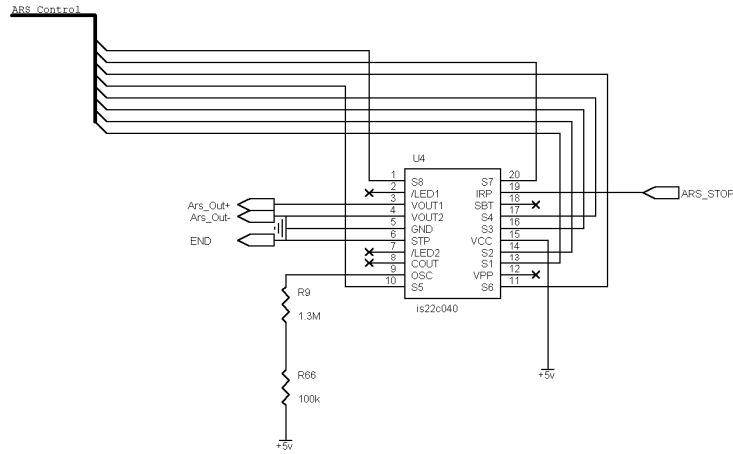 ARS Control
U4
1 S8 S7 20
2 /LED1 IRP 19 ARS_STOP
Ars_Out+ 3 VOUT1 SBT 18
Ars_Out- 4 VOUT2 S4 17
5 GND S3 16
END 6 STP VCC 15
7 /LED2 S2 14
8 COUT S1 13
9 OSC VPP 12
10 S5 S6 11
is22c040
R9
1.3M
R66
100k
+5v
+5v